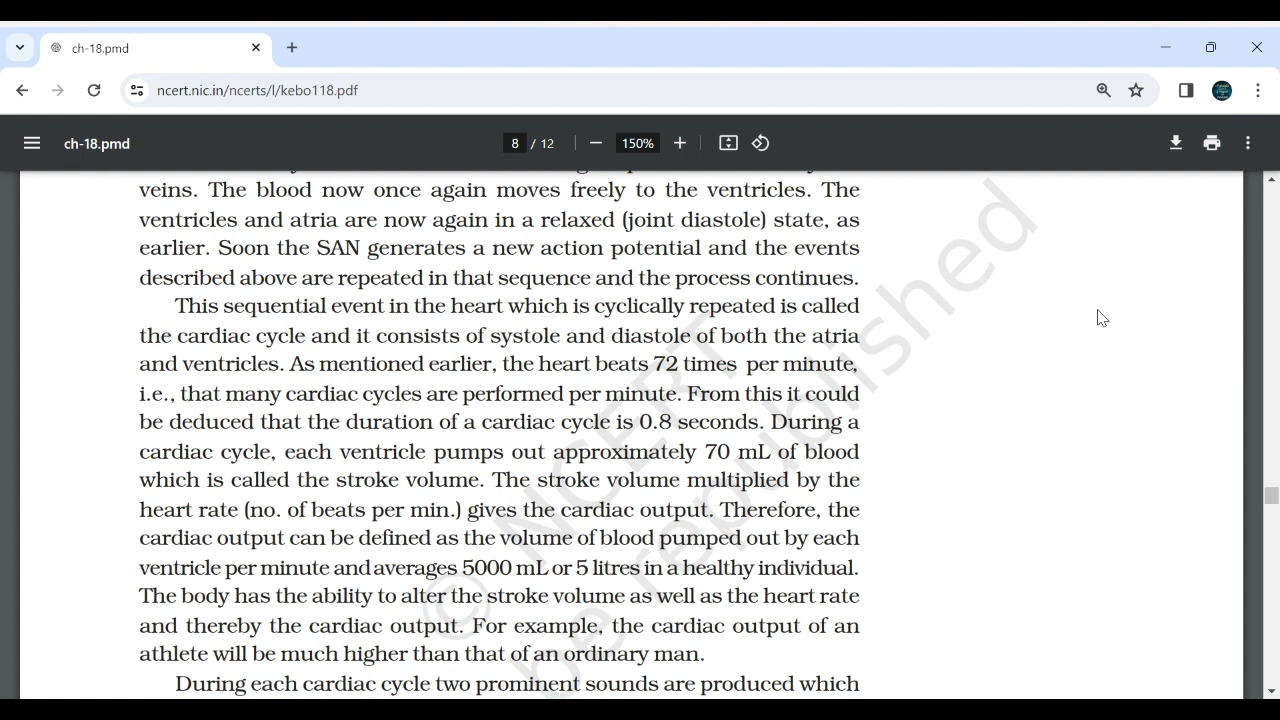 ch-18.pmd
ncert.nic.in/ncerts/l/kebo118.pdf
ch-18.pmd
8 / 12
150%
veins. The blood now once again moves freely to the ventricles. The
ventricles and atria are now again in a relaxed (joint diastole) state, as
earlier. Soon the SAN generates a new action potential and the events
described above are repeated in that sequence and the process continues.
This sequential event in the heart which is cyclically repeated is called
the cardiac cycle and it consists of systole and diastole of both the atria
and ventricles. As mentioned earlier, the heart beats 72 times per minute,
i.e., that many cardiac cycles are performed per minute. From this it could
be deduced that the duration of a cardiac cycle is 0.8 seconds. During a
cardiac cycle, each ventricle pumps out approximately 70 mL of blood
which is called the stroke volume. The stroke volume multiplied by the
heart rate (no. of beats per min.) gives the cardiac output. Therefore, the
cardiac output can be defined as the volume of blood pumped out by each
ventricle per minute and averages 5000 mL or 5 litres in a healthy individual.
The body has the ability to alter the stroke volume as well as the heart rate
and thereby the cardiac output. For example, the cardiac output of an
athlete will be much higher than that of an ordinary man.
During each cardiac cycle two prominent sounds are produced which
© NCERT
be republished